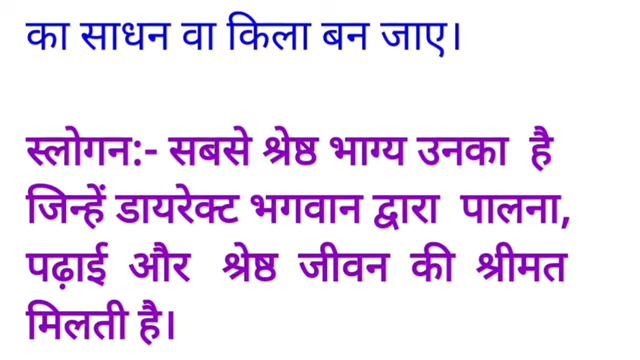 का साधन वा किला बन जाए।
स्लोगन:- सबसे श्रेष्ठ भाग्य उनका है
जिन्हें डायरेक्ट भगवान द्वारा पालना,
पढ़ाई और श्रेष्ठ जीवन की श्रीमत
मिलती है।